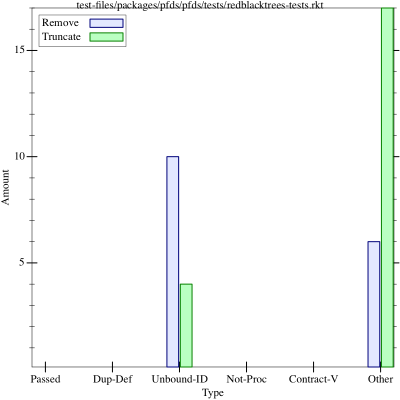 test-files/packages/pfds/pfds/tests/redblacktrees-tests.rkt
Remove
Truncate
15
10
5
Amount
Passed Dup-Def Unbound-ID Not-Proc Contract-V Other
Type